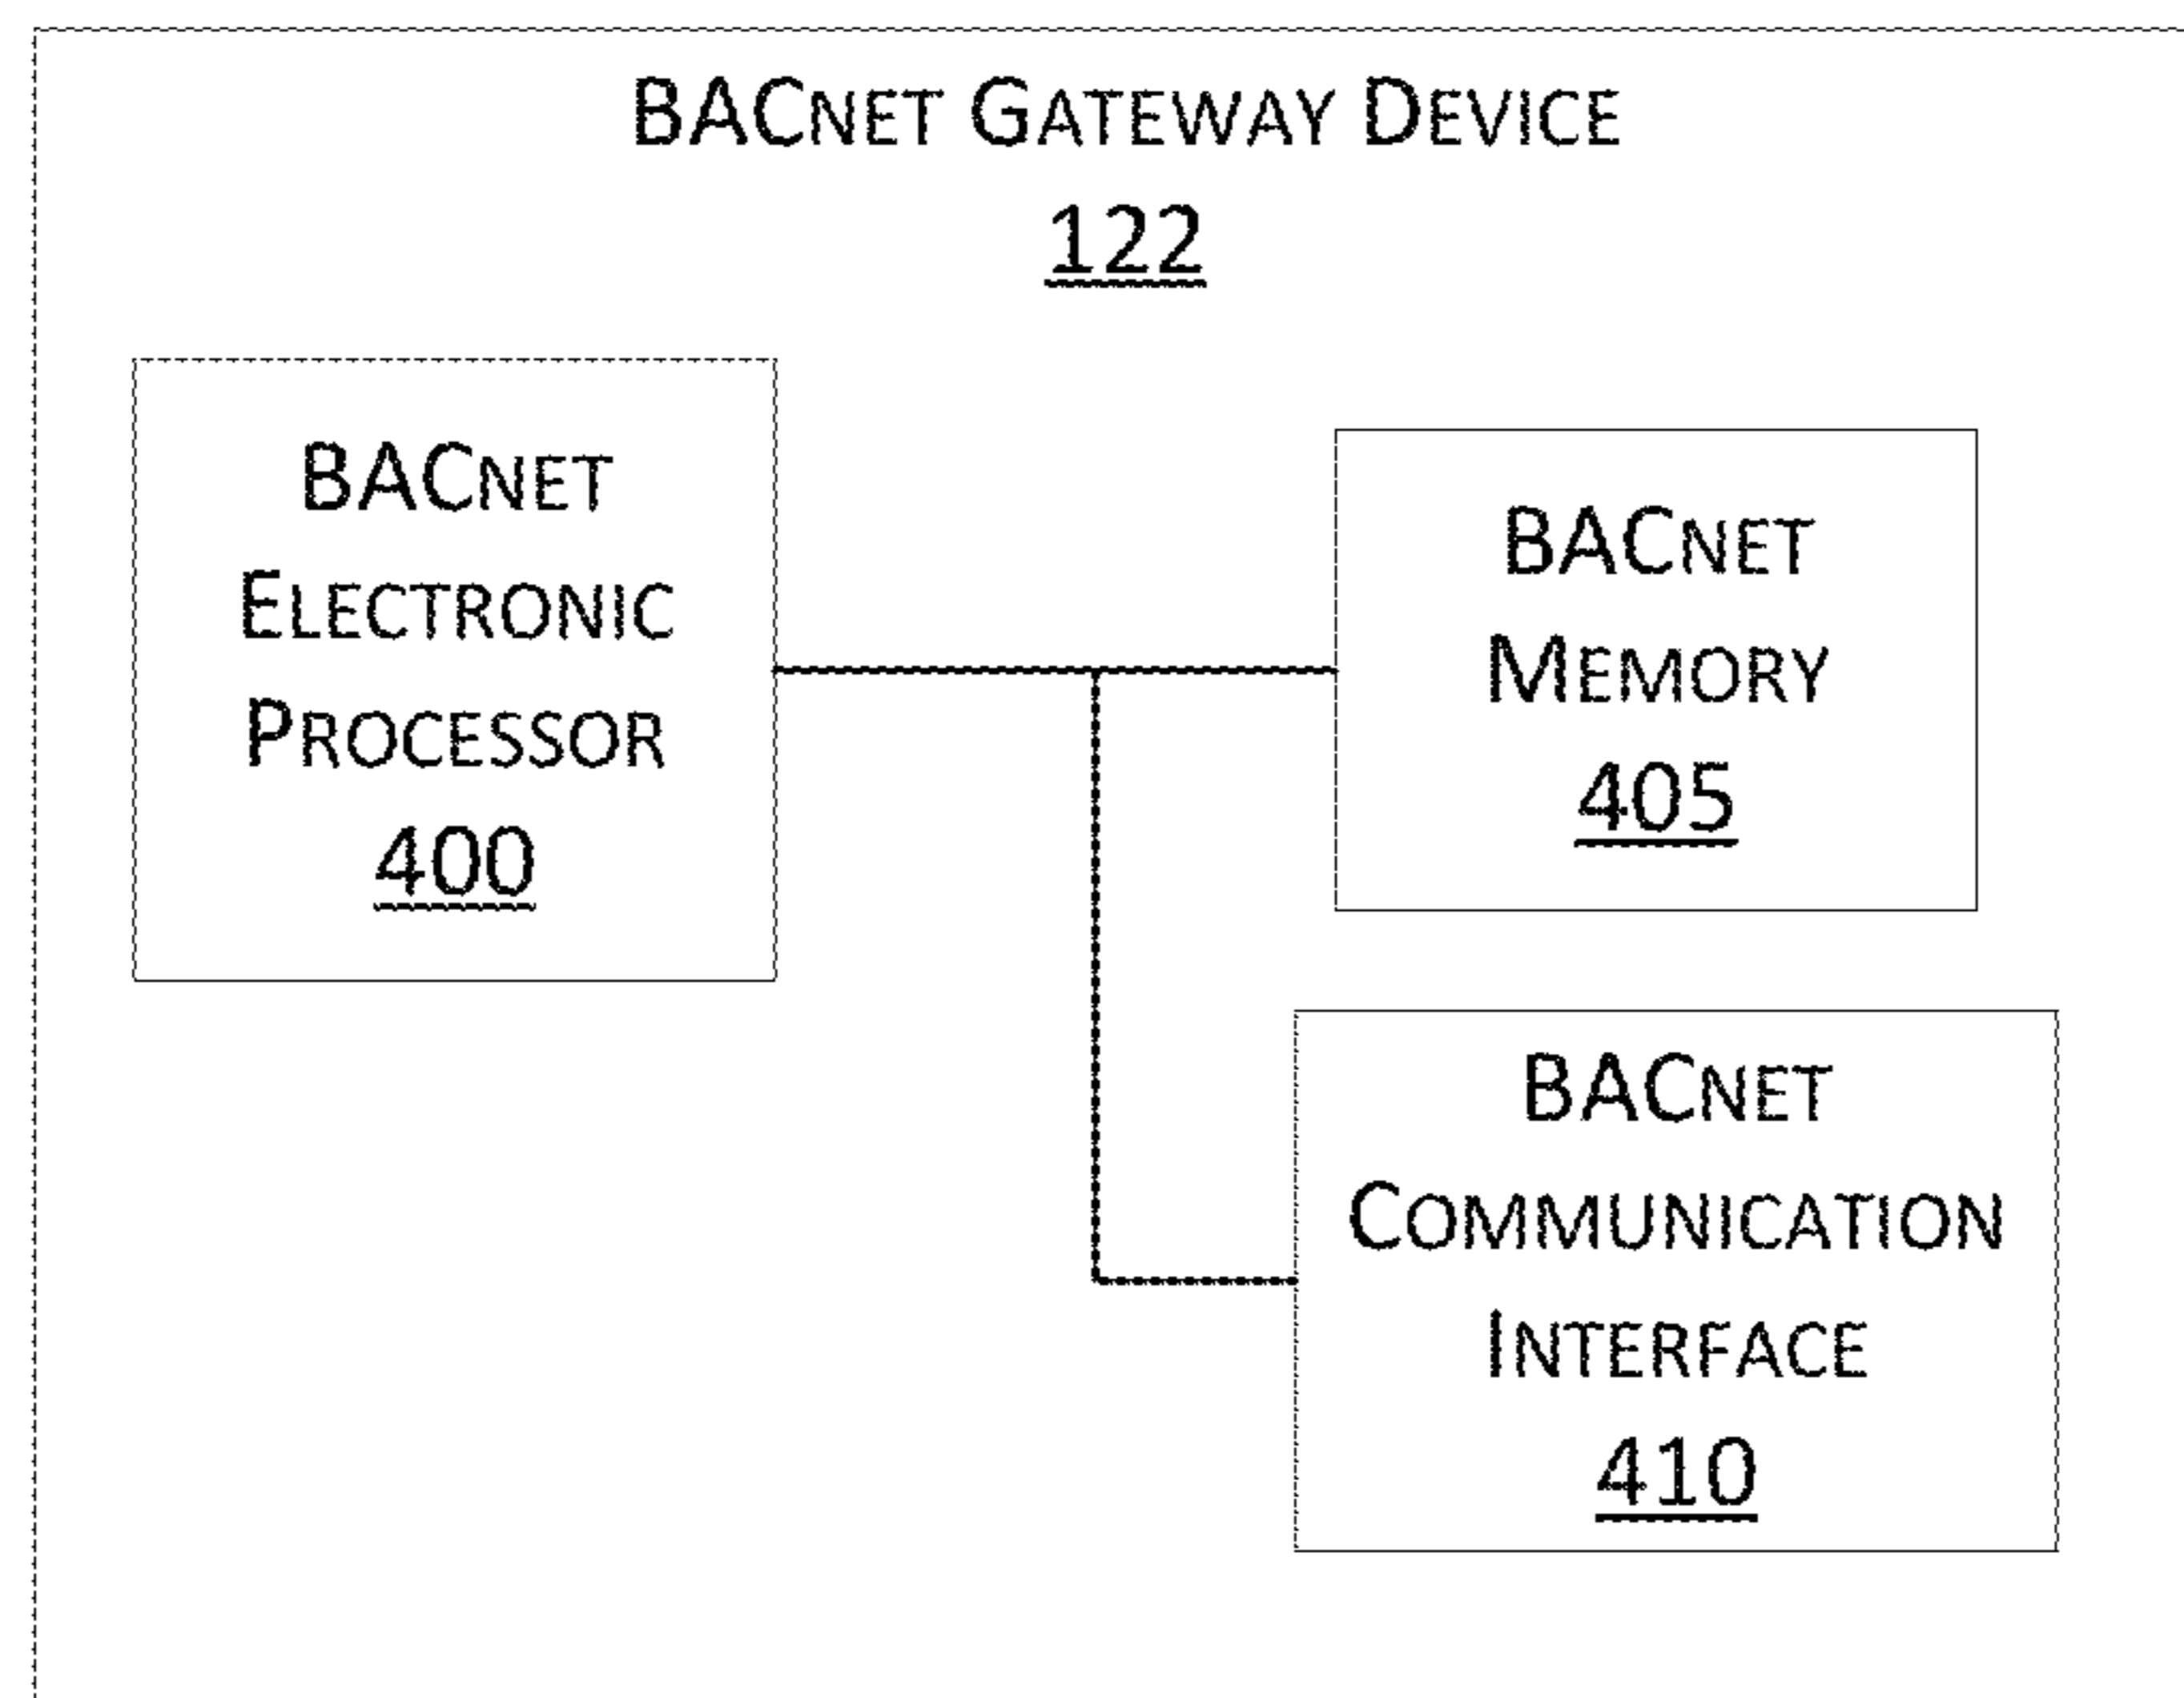 BACNET GATEWAY DEVICE
122
BACNET
ELECTRONIC
PROCESSOR
400
BACNET
MEMORY
405
BACNET
COMMUNICATION
INTERFACE
410